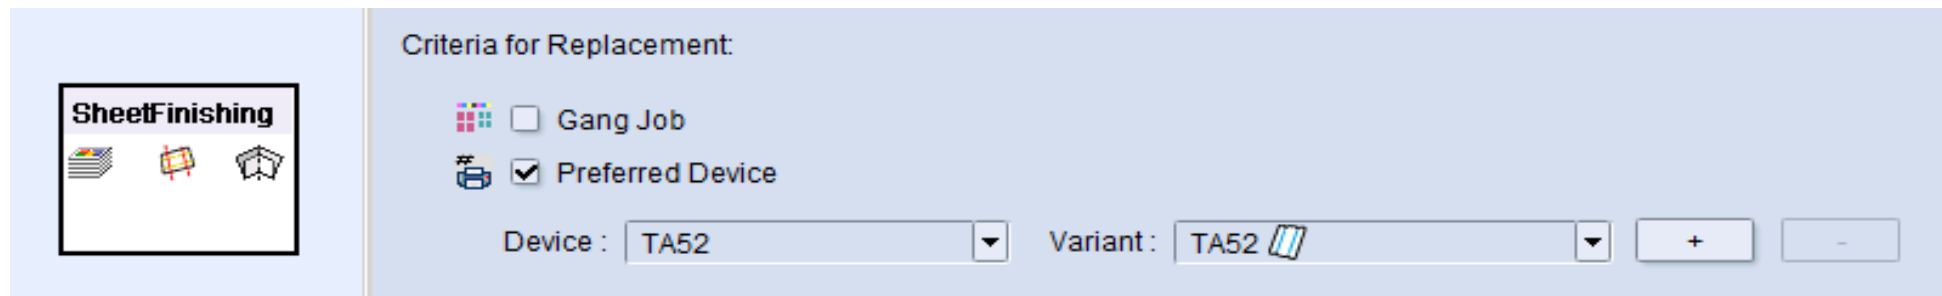 Criteria for Replacement:
SheetFinishing
Gang Job
# Preferred Device
Device : TA52 Variant : TA52 + -